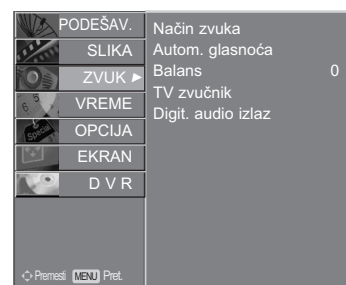 PODEŠAV.
SLIKA
ZVUK
VREME
OPCIJA
EKRAN
D V R
Način zvuka
Autom. glasnoća
Balans 0
TV zvučnik
Digit. audio izlaz
Premesti MENU Pret.